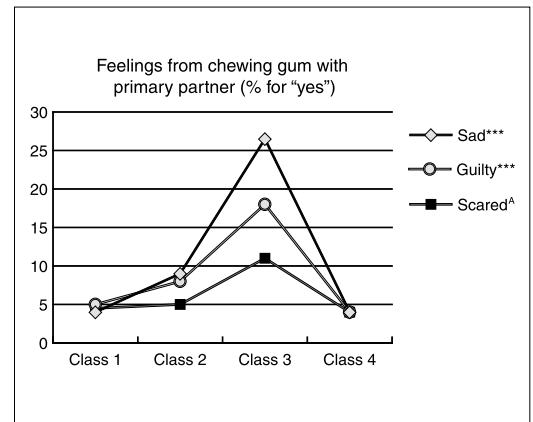 Feelings from chewing gum with
primary partner (% for “yes”)
30
25
20
15
10
5
0
Class 1 Class 2 Class 3 Class 4
Sad***
Guilty***
Scaredᴬ